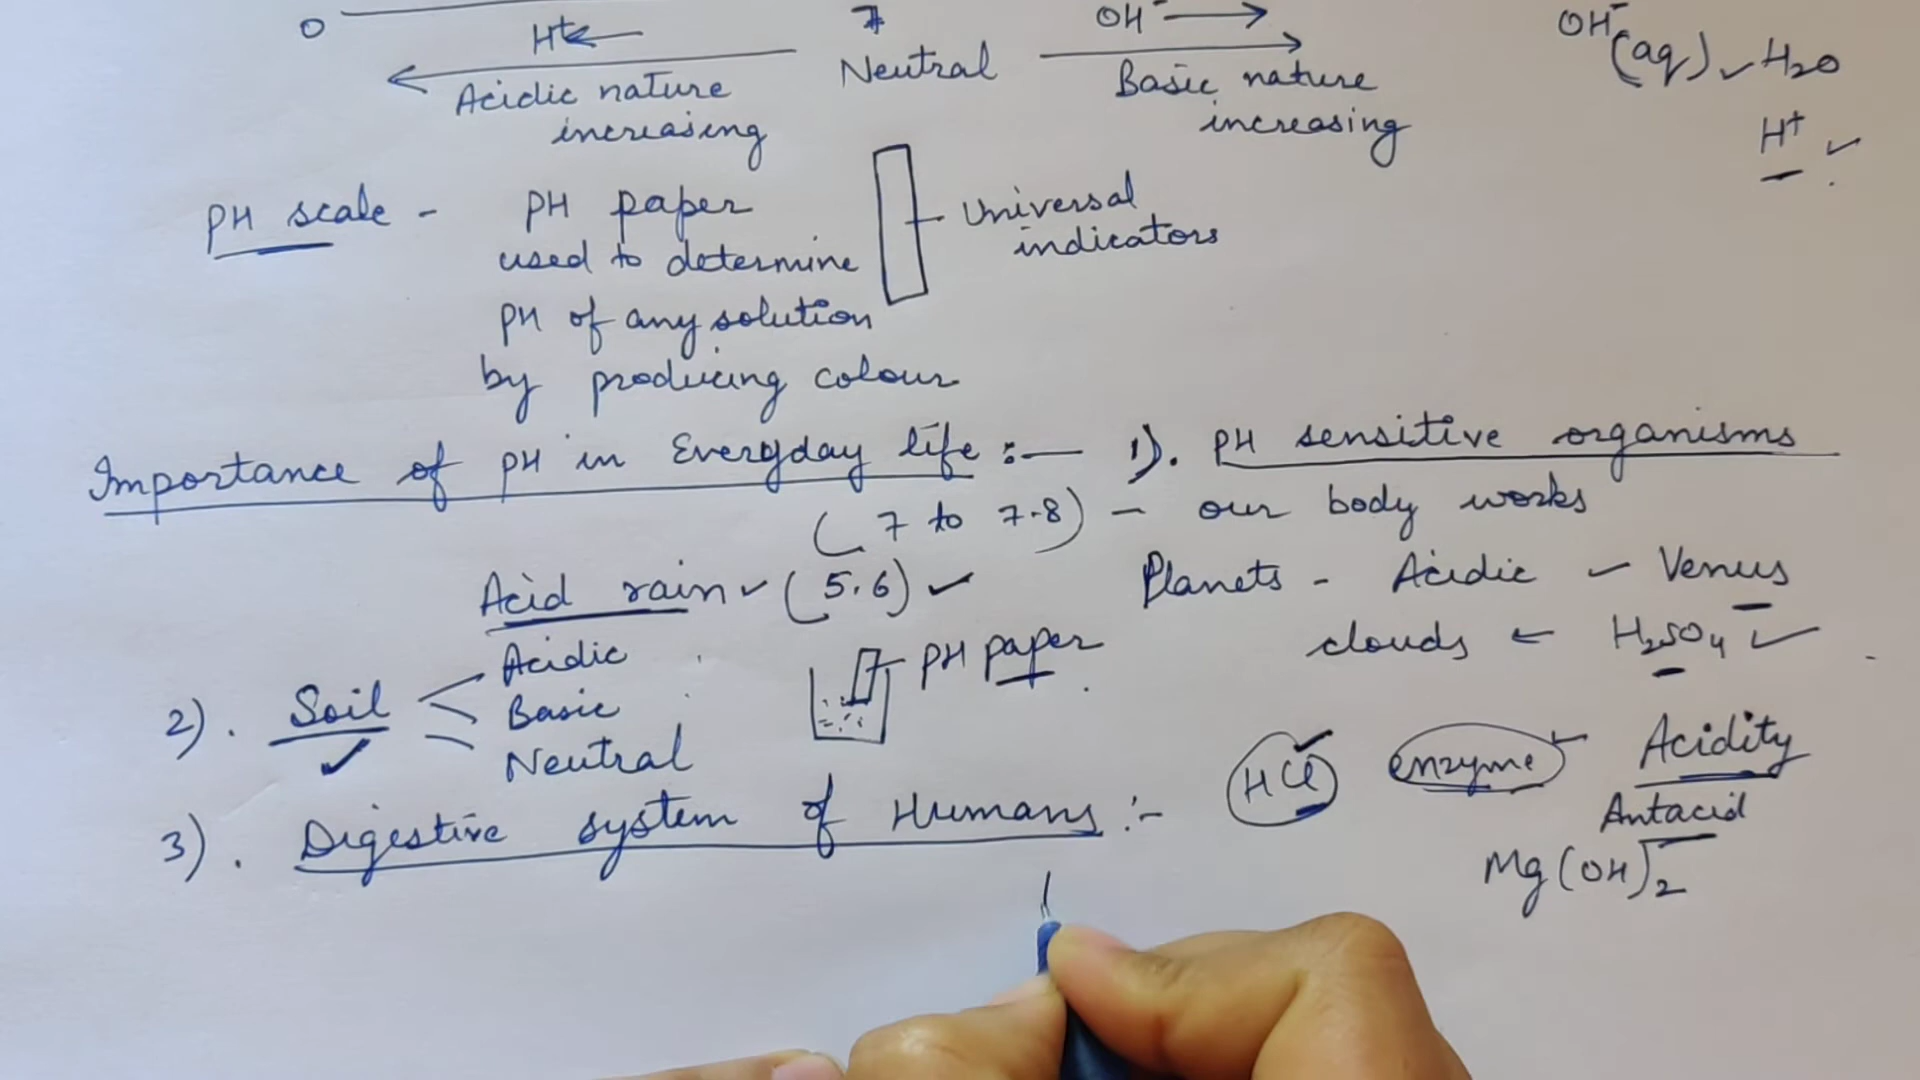 0 H+ 7 OH-
Acidic nature increasing
Neutral
Basic nature increasing
OH-(aq) H2O
H+
PH scale - PH paper
used to determine
PH of any solution
by producing colour
Universal
indicators
Importance of PH in Everyday life :— 1). PH sensitive organisms
(7 to 7.8) - our body works
Acid rain (5.6)
Planets - Acidic - Venus
clouds ← H2SO4
2). Soil
Acidic
Basic
Neutral
PH paper
3). Digestive system of Humans :-
HCl enzyme Acidity
Antacid
Mg(OH)2